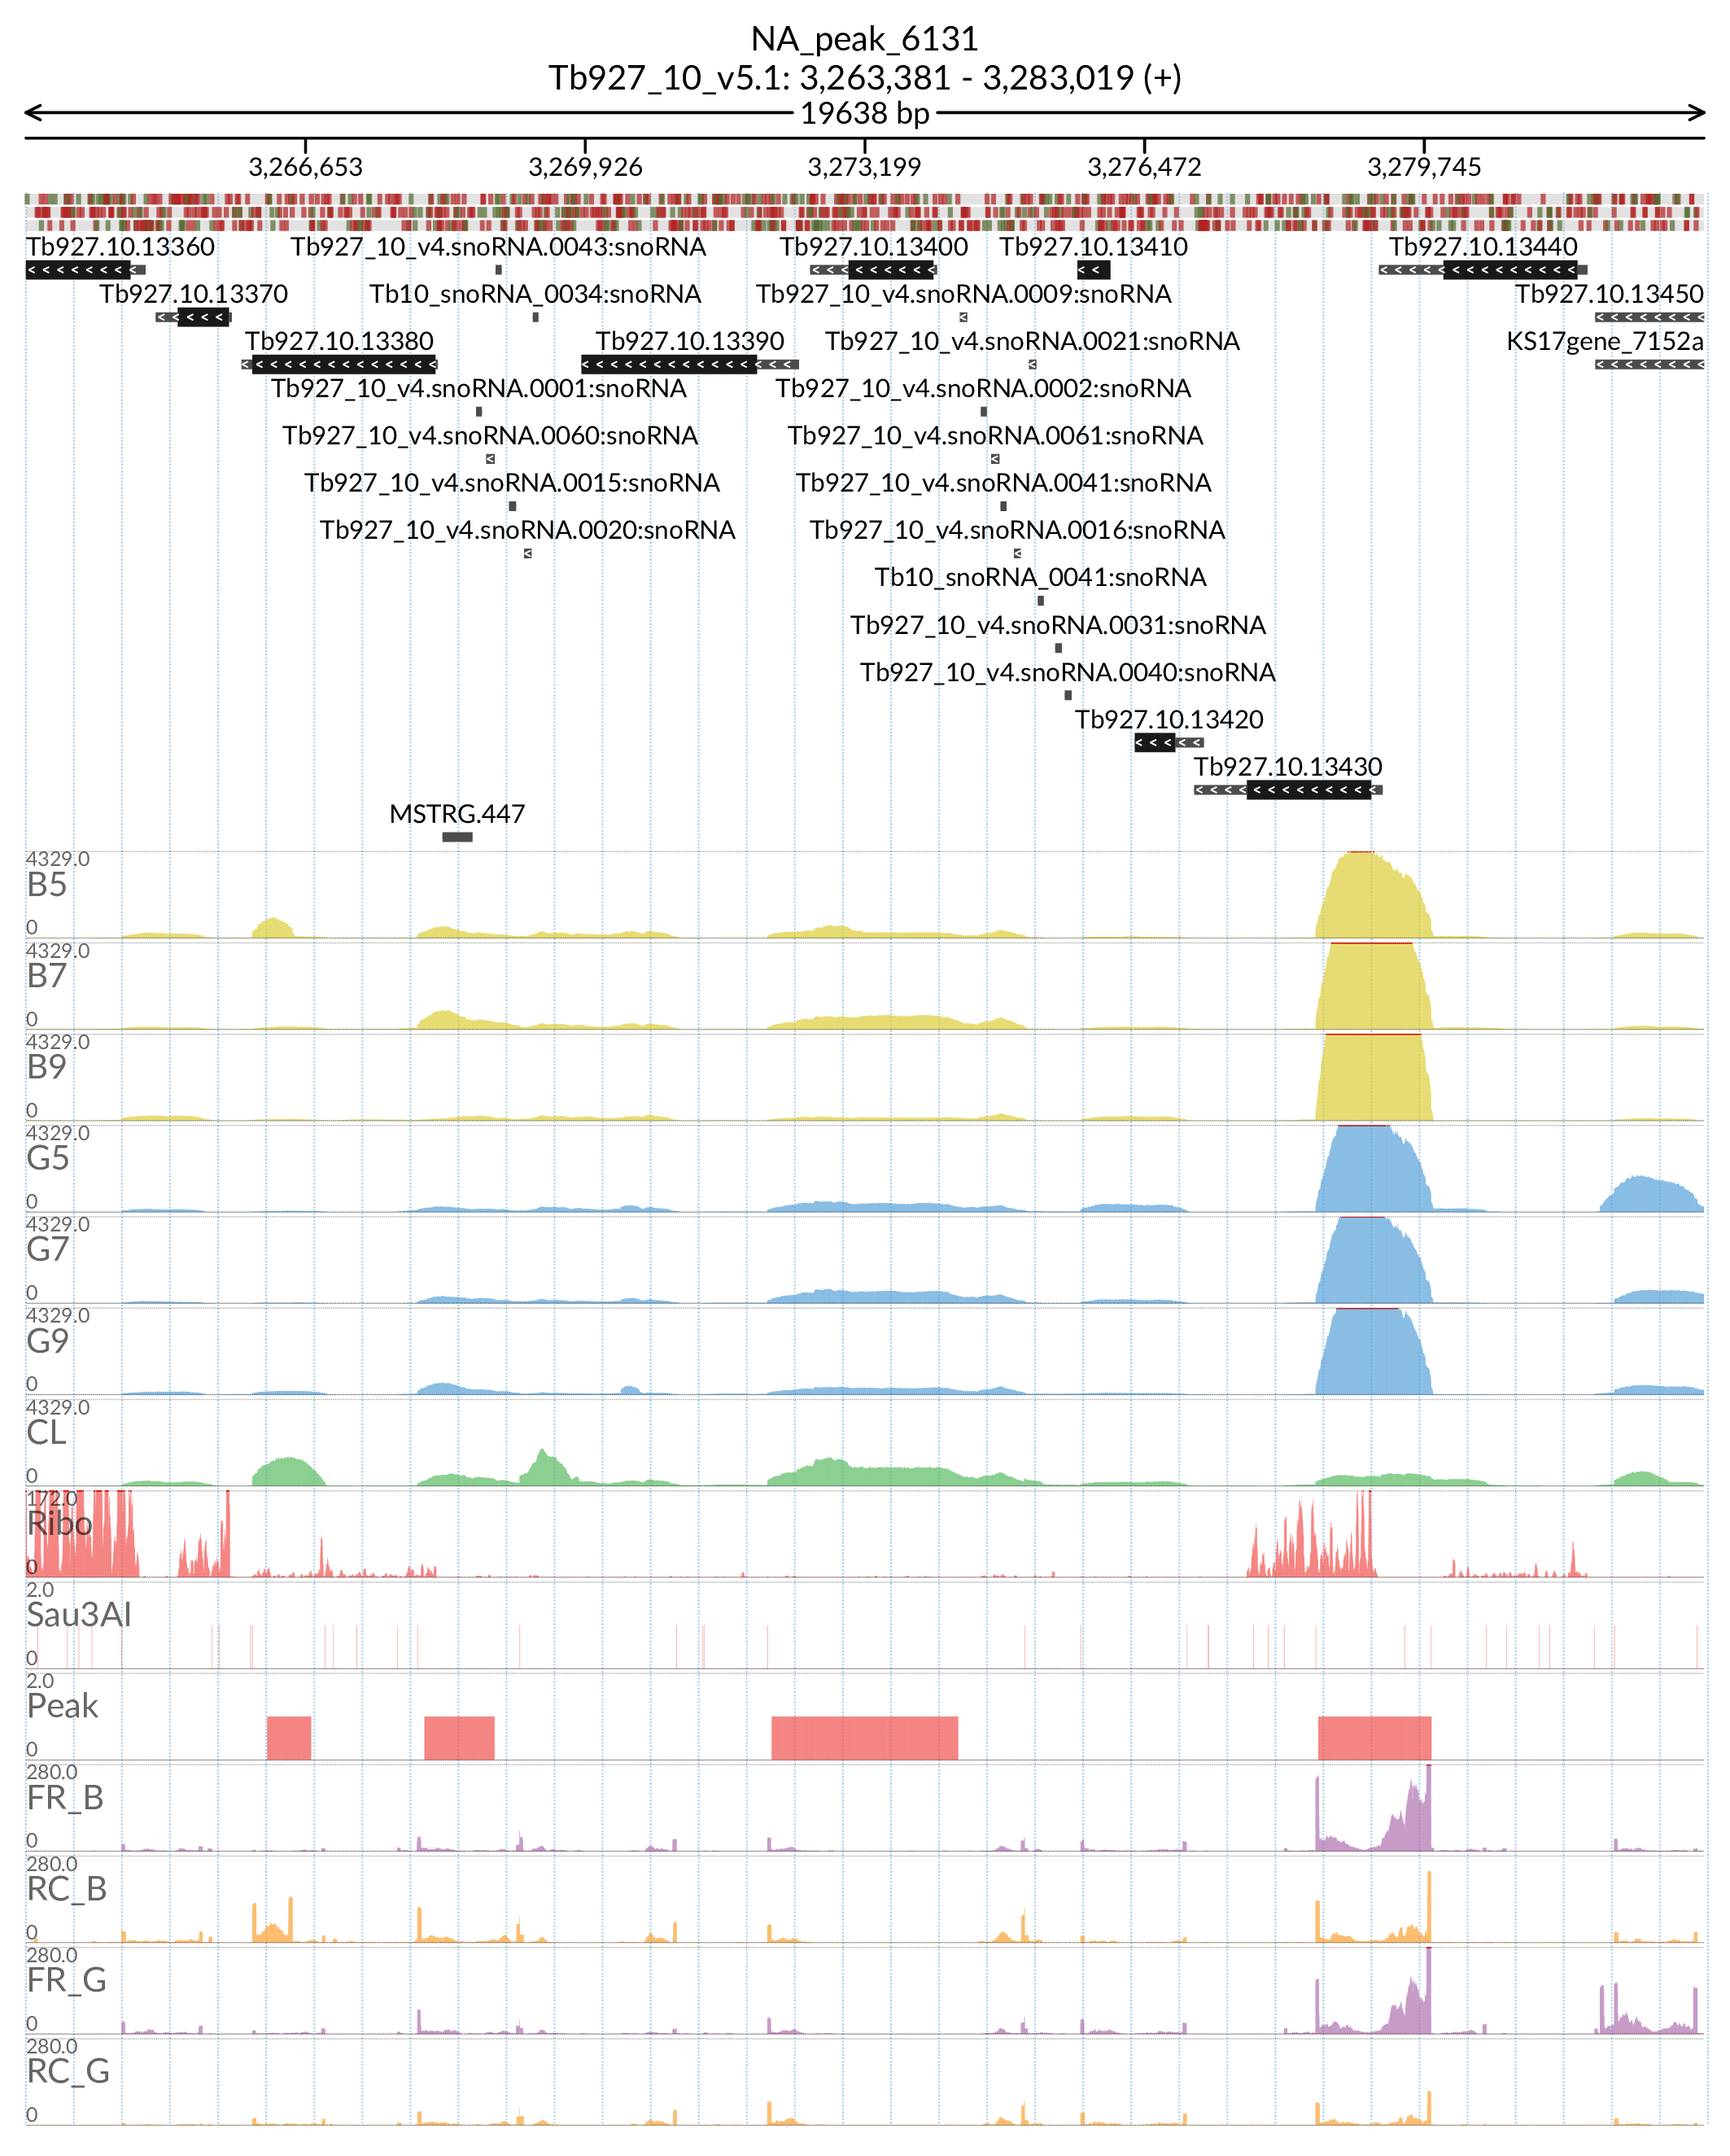 NA_peak_6131
Tb927_10_v5.1: 3,263,381 - 3,283,019 (+)
19638 bp
3,266,653 3,269,926 3,273,199 3,276,472 3,279,745
Tb927.10.13360 Tb927_10_v4.snoRNA.0043:snoRNA Tb927.10.13400 Tb927.10.13410 Tb927.10.13440
Tb927.10.13370 Tb10_snoRNA_0034:snoRNA Tb927_10_v4.snoRNA.0009:snoRNA Tb927.10.13450
Tb927.10.13380 Tb927.10.13390 Tb927_10_v4.snoRNA.0021:snoRNA KS17gene_7152a
Tb927_10_v4.snoRNA.0001:snoRNA Tb927_10_v4.snoRNA.0002:snoRNA
Tb927_10_v4.snoRNA.0060:snoRNA Tb927_10_v4.snoRNA.0061:snoRNA
Tb927_10_v4.snoRNA.0015:snoRNA Tb927_10_v4.snoRNA.0041:snoRNA
Tb927_10_v4.snoRNA.0020:snoRNA Tb927_10_v4.snoRNA.0016:snoRNA
Tb10_snoRNA_0041:snoRNA
Tb927_10_v4.snoRNA.0031:snoRNA
Tb927_10_v4.snoRNA.0040:snoRNA
Tb927.10.13420
Tb927.10.13430
MSTRG.447
4329.0
B5
0
4329.0
B7
0
4329.0
B9
0
4329.0
G5
0
4329.0
G7
0
4329.0
G9
0
4329.0
CL
0
172.0
Ribo
0
2.0
Sau3AI
0
2.0
Peak
0
280.0
FR_B
0
280.0
RC_B
0
280.0
FR_G
0
280.0
RC_G
0